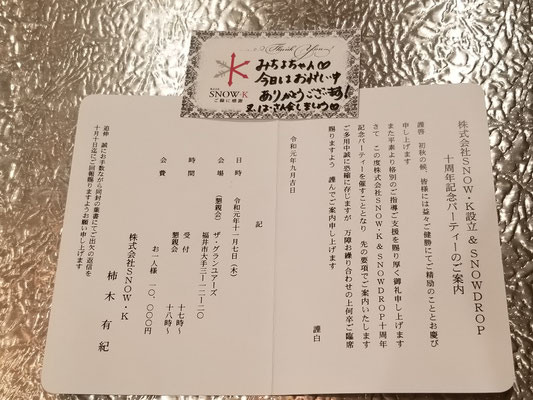 Thank You
K
SNOW・K
ご縁に感謝
みちよちゃん♡
今日はお忙しい中
ありがとうございます!
株式会社SNOW・K設立 & SNOWDROP
十周年記念パーティーのご案内
謹啓 初秋の候、皆様には益々ご健勝にてご精励のこととお慶び
申し上げます
また平素より格別のご指導ご支援を賜り厚く御礼申し上げます
さて この度株式会社SNOW・K&SNOWDROP十周年
記念パーティーを催すこととなり 先の要項でご案内いたします
ご多用中誠に恐縮に存じますが 万障お繰り合わせの上何卒ご臨席
賜りますよう 謹んでご案内申し上げます
謹白
令和元年九月吉日
記
日時 令和元年十一月七日(木)
会場 ザ・グランユアーズ
(懇親会) 福井市大手三ー一二ー二〇
時間 受付 十七時〜
懇親会 十八時〜
会費 お一人様 一〇、〇〇〇円
株式会社SNOW・K
柿木 有紀
追伸 誠にお手数ながら同封の葉書にてご出欠の返信を
十月十日迄にご回報賜りますようお願い申し上げます